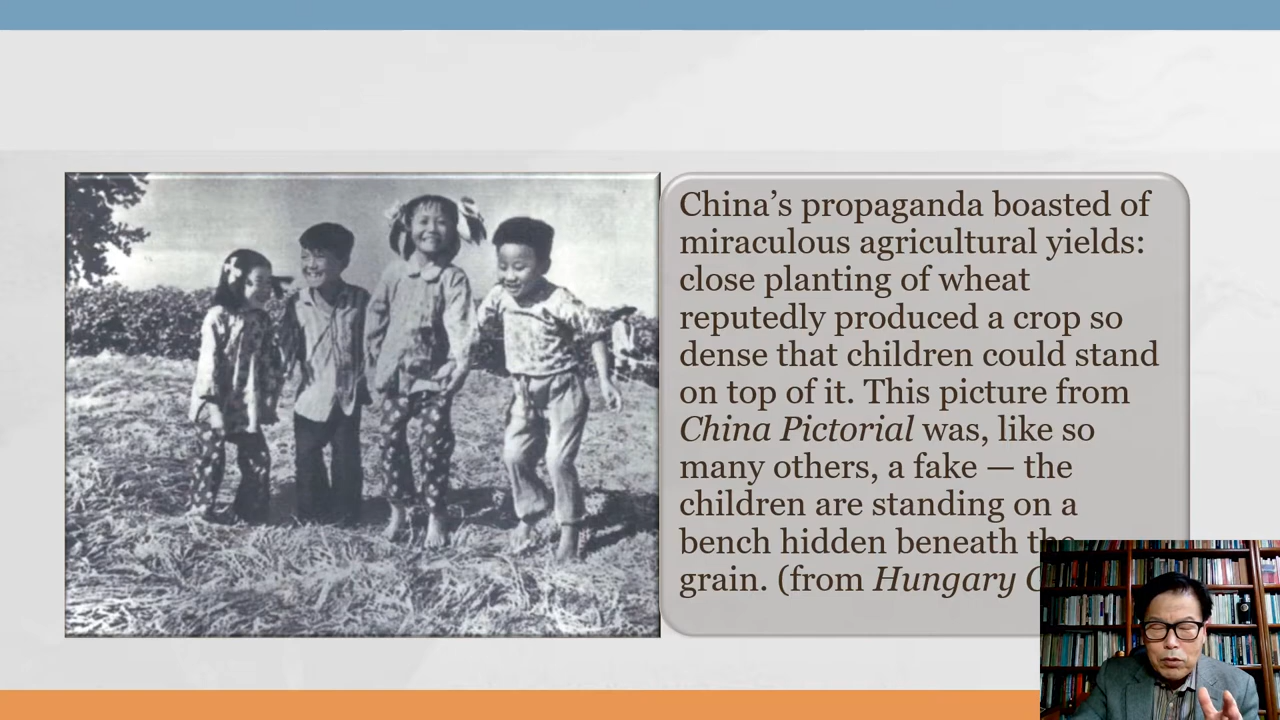 China’s propaganda boasted of
miraculous agricultural yields:
close planting of wheat
reputedly produced a crop so
dense that children could stand
on top of it. This picture from
China Pictorial was, like so
many others, a fake — the
children are standing on a
bench hidden beneath the
grain. (from Hungary